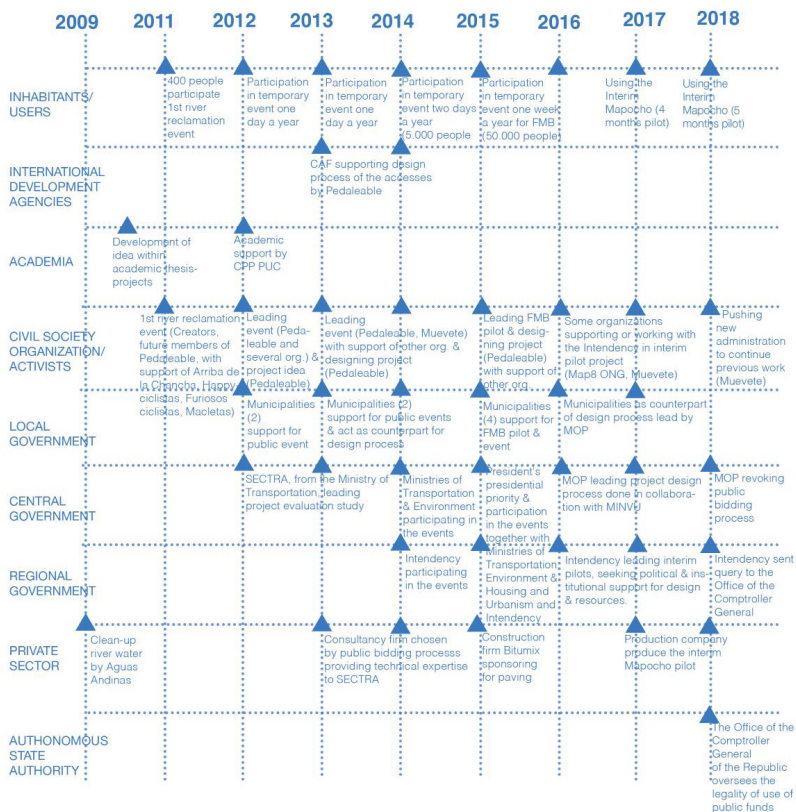 2009 2011 2012 2013 2014 2015 2016 2017 2018
INHABITANTS/
USERS
400 people
participate
1st river
reclamation
event
Participation
in temporary
event one
day a year
Participation
in temporary
event one
day a year
Participation
in temporary
event two days
a year
(5.000 people
Participation
in temporary
event one week
a year for FMB
(50.000 people)
Using the
Interim
Mapocho (4
months pilot)
Using the
Interim
Mapocho (5
months pilot)
INTERNATIONAL
DEVELOPMENT
AGENCIES
CAF supporting design
process of the accesses
by Pedaleable
ACADEMIA
Development of
idea within
academic thesis-
projects
Academic
support by
CPP PUC
CIVIL SOCIETY
ORGANIZATION/
ACTIVISTS
1st river reclamation
event (Creators,
future members of
Pedaleable, with
support of Arriba de
la Chancha, Happy
ciclistas, Furiosos
ciclistas, Macletas)
Leading
event (Peda-
leable and
several org.) &
project idea
(Pedaleable)
Leading
event (Pedaleable, Muevete)
with support of other org. &
designing project
(Pedaleable)
Leading FMB
pilot & desig-
ning project
(Pedaleable)
with support of
other org.
Some organizations
supporting or working with
the Intendency in interim
pilot project
(Map8 ONG, Muevete)
Pushing
new
administration
to continue
previous work
(Muevete)
LOCAL
GOVERNMENT
Municipalities
(2)
support for
public event
Municipalities (2)
support for public events
& act as counterpart for
design process
Municipalities
(4) support for
FMB pilot &
event
Municipalities as counterpart
of design process lead by
MOP
CENTRAL
GOVERNMENT
SECTRA, from the Ministry of
Transportation, leading
project evaluation study
Ministries of
Transportation
& Environment
participating in
the events
President's
presidential
priority &
participation
in the events
together with
Ministries of
Transportation,
Environment &
Housing and
Urbanism and
Intendency
MOP leading project design
process done in collabora-
tion with MINVU
MOP revoking
public
bidding
process
REGIONAL
GOVERNMENT
Intendency
participating
in the events
Intendency leading interim
pilots, seeking political & ins-
titutional support for design
& resources.
Intendency sent
query to the
Office of the
Comptroller
General
PRIVATE
SECTOR
Clean-up
river water
by Aguas
Andinas
Consultancy firm chosen
by public bidding processs
providing technical expertise
to SECTRA
Construction
firm Bitumix
sponsoring
for paving
Production company
produce the interim
Mapocho pilot
AUTHONOMOUS
STATE
AUTHORITY
The Office of the
Comptroller
General
of the Republic
oversees the
legality of use of
public funds